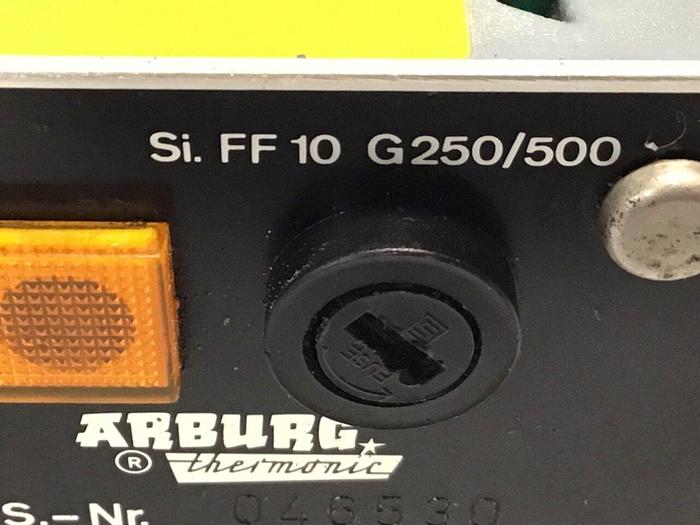 Si. FF 10 G250/500
FUSE
ARBURG
® thermonic
S.-Nr. 046530